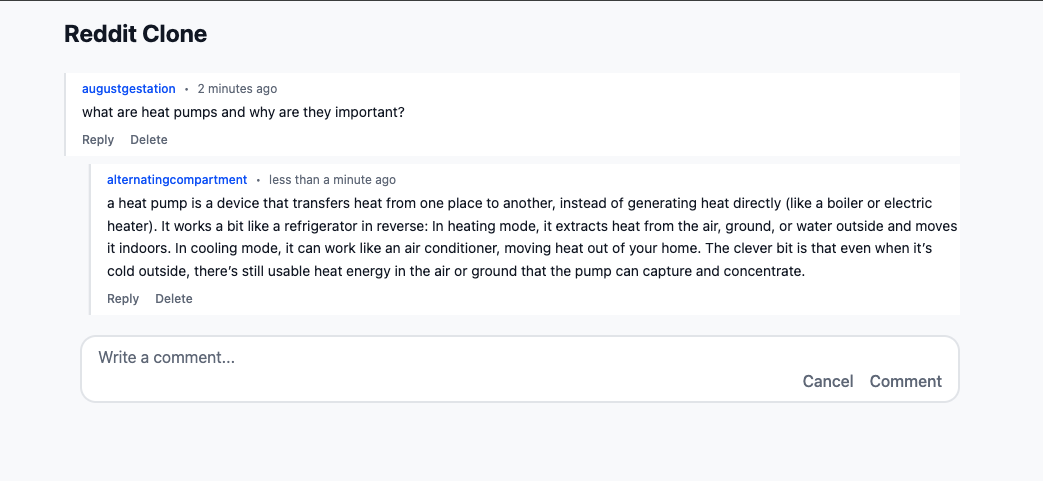 Reddit Clone
augustgestation • 2 minutes ago
what are heat pumps and why are they important?
Reply Delete
alternatingcompartment • less than a minute ago
a heat pump is a device that transfers heat from one place to another, instead of generating heat directly (like a boiler or electric
heater). It works a bit like a refrigerator in reverse: In heating mode, it extracts heat from the air, ground, or water outside and moves
it indoors. In cooling mode, it can work like an air conditioner, moving heat out of your home. The clever bit is that even when it’s
cold outside, there’s still usable heat energy in the air or ground that the pump can capture and concentrate.
Reply Delete
Write a comment...
Cancel Comment